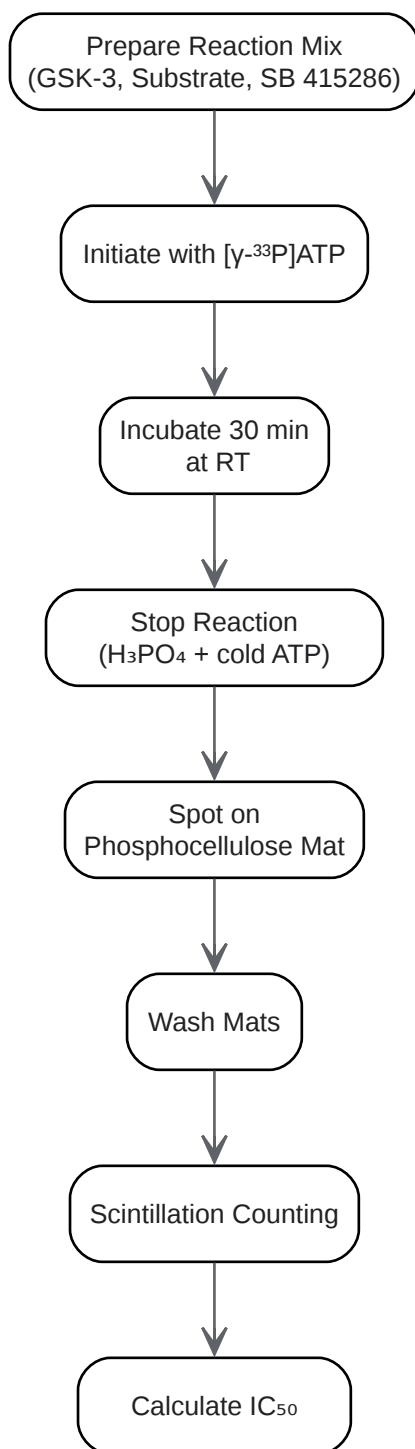 Prepare Reaction Mix
(GSK-3, Substrate, SB 415286)
Initiate with [γ-³³P]ATP
Incubate 30 min
at RT
Stop Reaction
(H₃PO₄ + cold ATP)
Spot on
Phosphocellulose Mat
Wash Mats
Scintillation Counting
Calculate IC₅₀